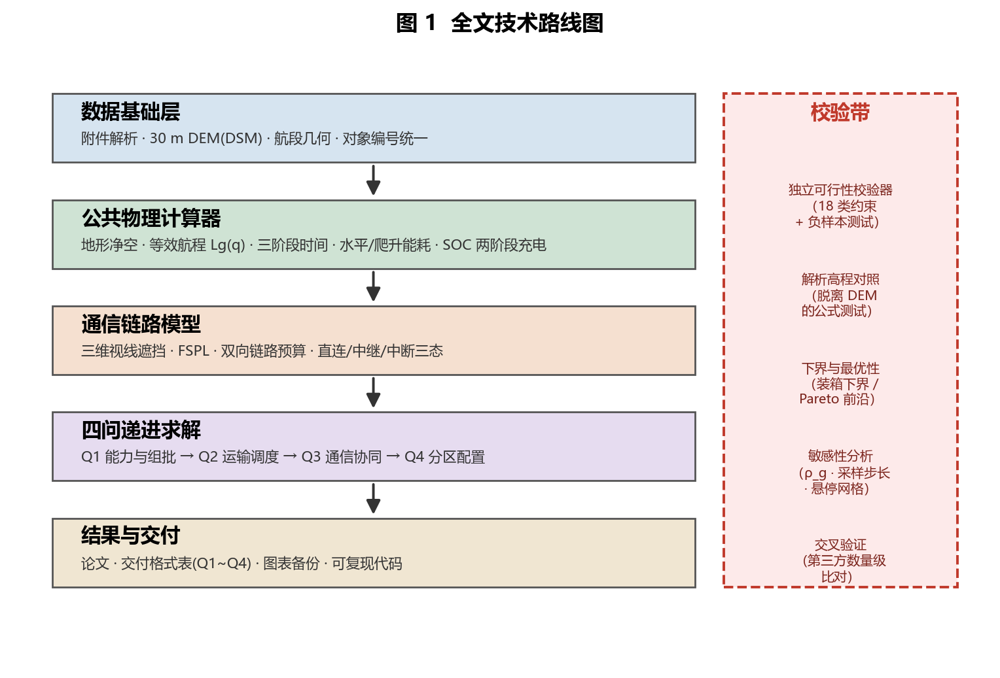 图 1 全文技术路线图
数据基础层
附件解析 · 30 m DEM(DSM) · 航段几何 · 对象编号统一
公共物理计算器
地形净空 · 等效航程 Lg(q) · 三阶段时间 · 水平/爬升能耗 · SOC 两阶段充电
通信链路模型
三维视线遮挡 · FSPL · 双向链路预算 · 直连/中继/中断三态
四问递进求解
Q1 能力与组批 → Q2 运输调度 → Q3 通信协同 → Q4 分区配置
结果与交付
论文 · 交付格式表(Q1~Q4) · 图表备份 · 可复现代码
校验带
独立可行性校验器
（18 类约束
+ 负样本测试）
解析高程对照
（脱离 DEM
的公式测试）
下界与最优性
（装箱下界 /
Pareto 前沿）
敏感性分析
（ρ_g · 采样步长
· 悬停网格）
交叉验证
（第三方数量级
比对）